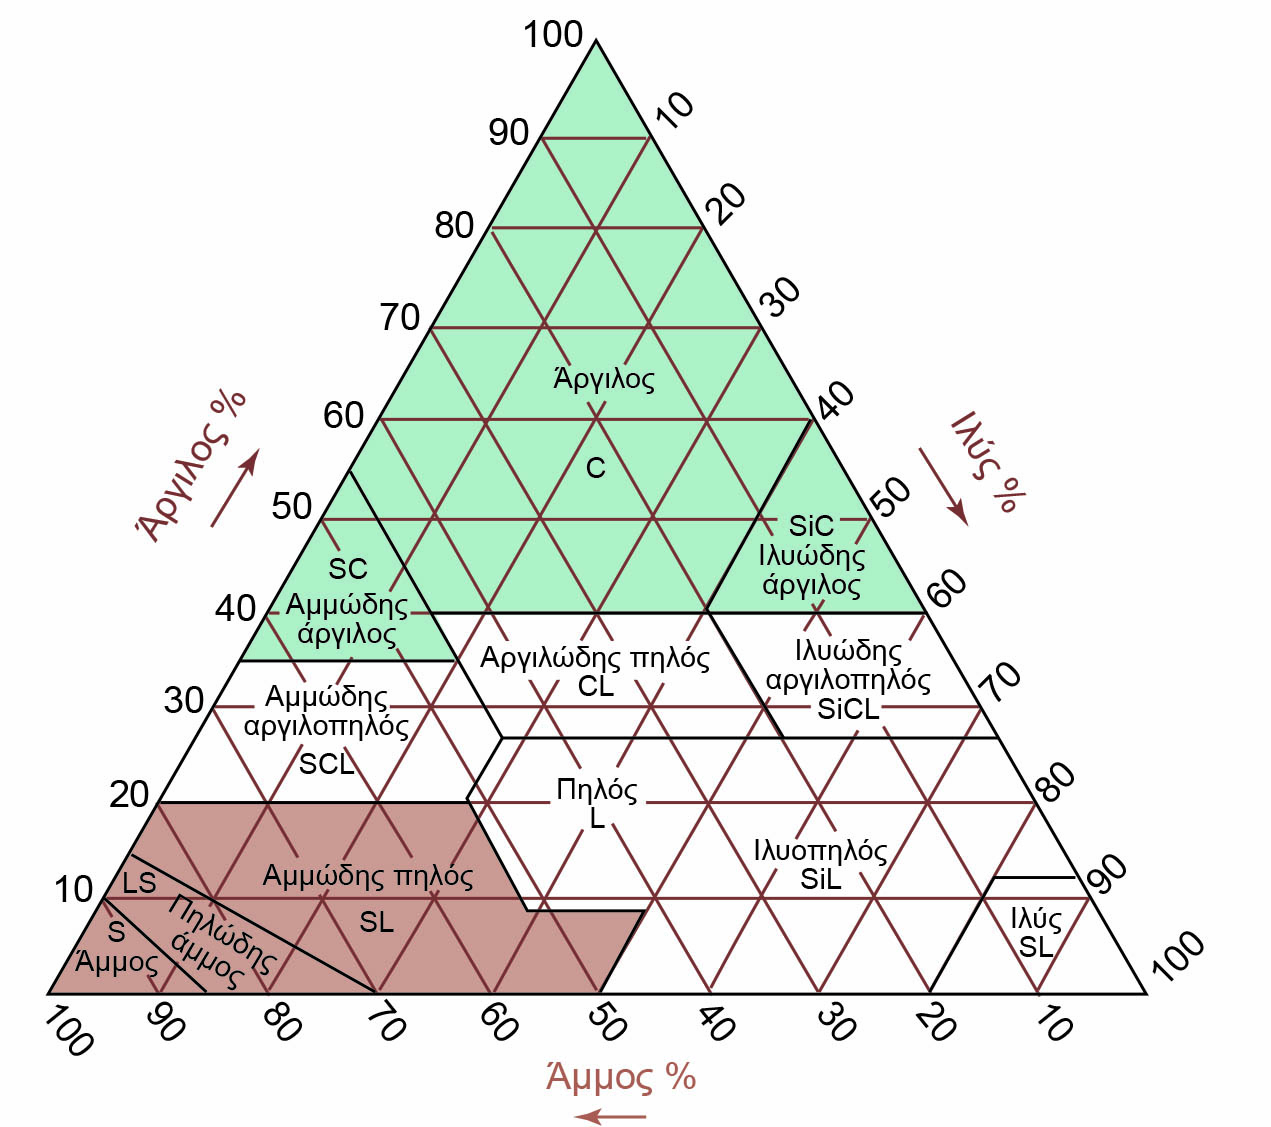 100
10
90
20
80
30
70
Άργιλος
40
60
C
Άργιλος %
Ιλύς %
50
50
SiC
Ιλυώδης
άργιλος
SC
Αμμώδης
άργιλος
60
40
Αργιλώδης πηλός
CL
Ιλυώδης
αργιλοπηλός
SiCL
70
30
Αμμώδης
αργιλοπηλός
SCL
80
20
Πηλός
L
Ιλυοπηλός
SiL
90
10
LS
Αμμώδης πηλός
SL
Πηλώδης
άμμος
S
Άμμος
Ιλύς
SL
100
100
90
80
70
60
50
40
30
20
10
Άμμος %